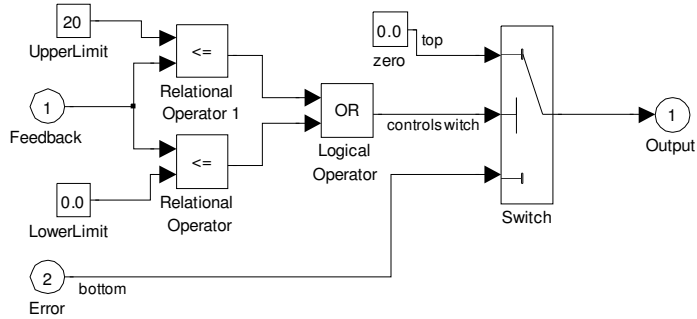 20
UpperLimit
<=
Relational
Operator 1
0.0
zero
top
1
Feedback
OR
Logical
Operator
controlswitch
1
Output
<=
Relational
Operator
0.0
LowerLimit
Switch
2
Error
bottom